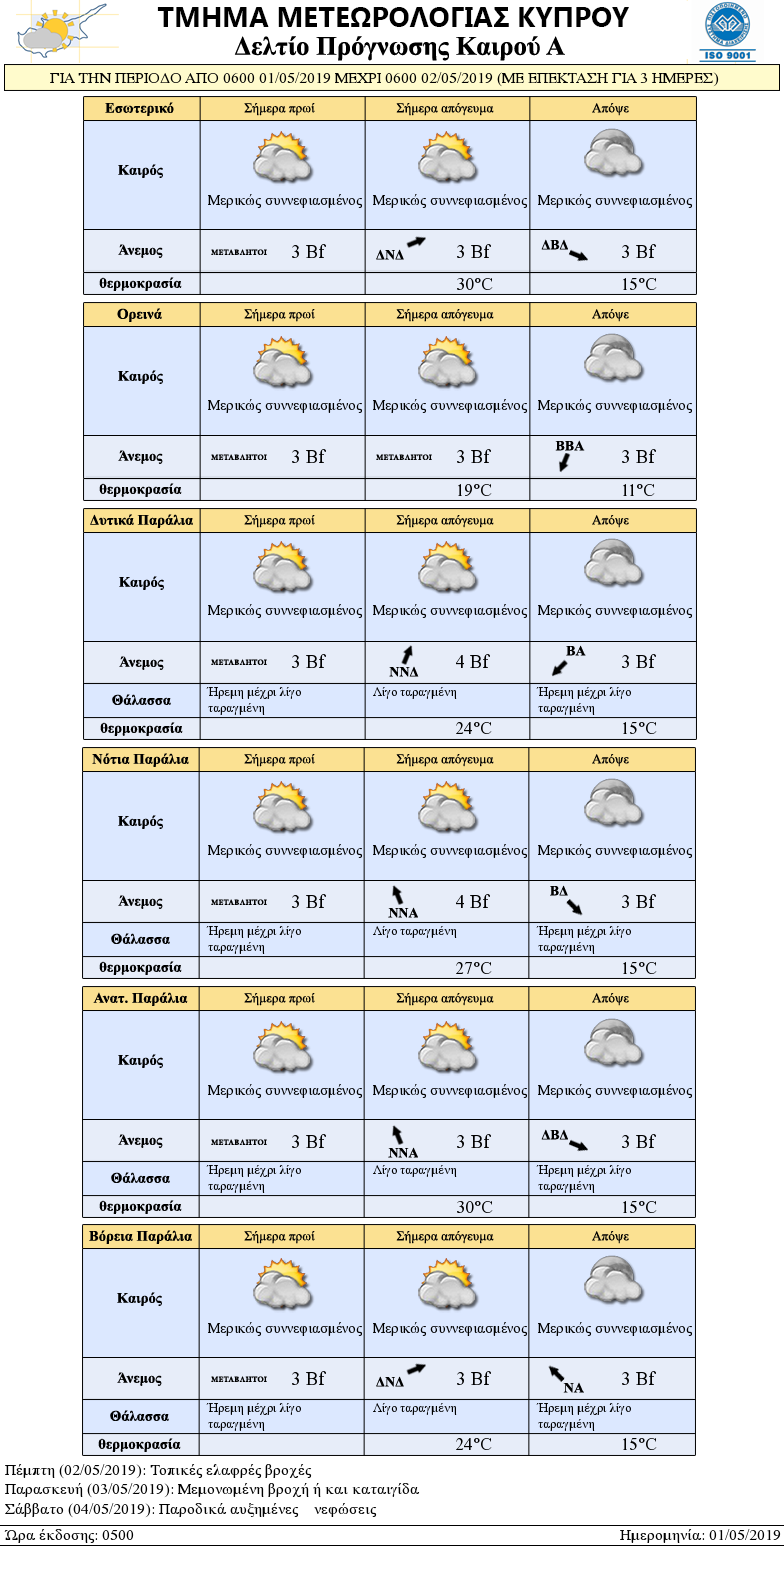 ΤΜΗΜΑ ΜΕΤΕΩΡΟΛΟΓΙΑΣ ΚΥΠΡΟΥ
Δελτίο Πρόγνωσης Καιρού Α
ISO 9001
ΓΙΑ ΤΗΝ ΠΕΡΙΟΔΟ ΑΠΟ 0600 01/05/2019 ΜΕΧΡΙ 0600 02/05/2019 (ΜΕ ΕΠΕΚΤΑΣΗ ΓΙΑ 3 ΗΜΕΡΕΣ)
Εσωτερικό Σήμερα πρωί Σήμερα απόγευμα Απόψε
Καιρός
Μερικώς συννεφιασμένος Μερικώς συννεφιασμένος Μερικώς συννεφιασμένος
Άνεμος ΜΕΤΑΒΛΗΤΟΙ 3 Bf ΔΝΔ 3 Bf ΔΒΔ 3 Bf
θερμοκρασία 30°C 15°C
Ορεινά Σήμερα πρωί Σήμερα απόγευμα Απόψε
Καιρός
Μερικώς συννεφιασμένος Μερικώς συννεφιασμένος Μερικώς συννεφιασμένος
Άνεμος ΜΕΤΑΒΛΗΤΟΙ 3 Bf ΜΕΤΑΒΛΗΤΟΙ 3 Bf ΒΒΑ 3 Bf
θερμοκρασία 19°C 11°C
Δυτικά Παράλια Σήμερα πρωί Σήμερα απόγευμα Απόψε
Καιρός
Μερικώς συννεφιασμένος Μερικώς συννεφιασμένος Μερικώς συννεφιασμένος
Άνεμος ΜΕΤΑΒΛΗΤΟΙ 3 Bf ΝΝΔ 4 Bf ΒΑ 3 Bf
Θάλασσα Ήρεμη μέχρι λίγο Λίγο ταραγμένη Ήρεμη μέχρι λίγο
ταραγμένη ταραγμένη
θερμοκρασία 24°C 15°C
Νότια Παράλια Σήμερα πρωί Σήμερα απόγευμα Απόψε
Καιρός
Μερικώς συννεφιασμένος Μερικώς συννεφιασμένος Μερικώς συννεφιασμένος
Άνεμος ΜΕΤΑΒΛΗΤΟΙ 3 Bf ΝΝΑ 4 Bf ΒΔ 3 Bf
Θάλασσα Ήρεμη μέχρι λίγο Λίγο ταραγμένη Ήρεμη μέχρι λίγο
ταραγμένη ταραγμένη
θερμοκρασία 27°C 15°C
Ανατ. Παράλια Σήμερα πρωί Σήμερα απόγευμα Απόψε
Καιρός
Μερικώς συννεφιασμένος Μερικώς συννεφιασμένος Μερικώς συννεφιασμένος
Άνεμος ΜΕΤΑΒΛΗΤΟΙ 3 Bf ΝΝΑ 3 Bf ΔΒΔ 3 Bf
Θάλασσα Ήρεμη μέχρι λίγο Λίγο ταραγμένη Ήρεμη μέχρι λίγο
ταραγμένη ταραγμένη
θερμοκρασία 30°C 15°C
Βόρεια Παράλια Σήμερα πρωί Σήμερα απόγευμα Απόψε
Καιρός
Μερικώς συννεφιασμένος Μερικώς συννεφιασμένος Μερικώς συννεφιασμένος
Άνεμος ΜΕΤΑΒΛΗΤΟΙ 3 Bf ΔΝΔ 3 Bf ΝΑ 3 Bf
Θάλασσα Ήρεμη μέχρι λίγο Λίγο ταραγμένη Ήρεμη μέχρι λίγο
ταραγμένη ταραγμένη
θερμοκρασία 24°C 15°C
Πέμπτη (02/05/2019): Τοπικές ελαφρές βροχές
Παρασκευή (03/05/2019): Μεμονωμένη βροχή ή και καταιγίδα
Σάββατο (04/05/2019): Παροδικά αυξημένες νεφώσεις
Ώρα έκδοσης: 0500 Ημερομηνία: 01/05/2019